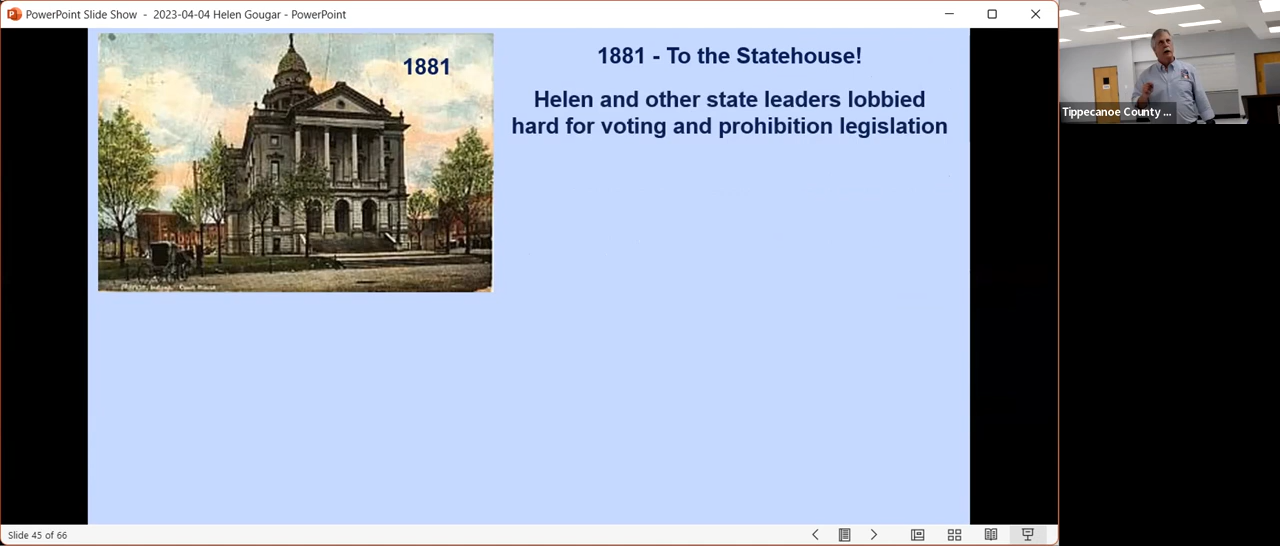 PowerPoint Slide Show - 2023-04-04 Helen Gougar - PowerPoint
1881
1881 - To the Statehouse!
Helen and other state leaders lobbied
hard for voting and prohibition legislation
Tippecanoe County ...
Slide 45 of 66